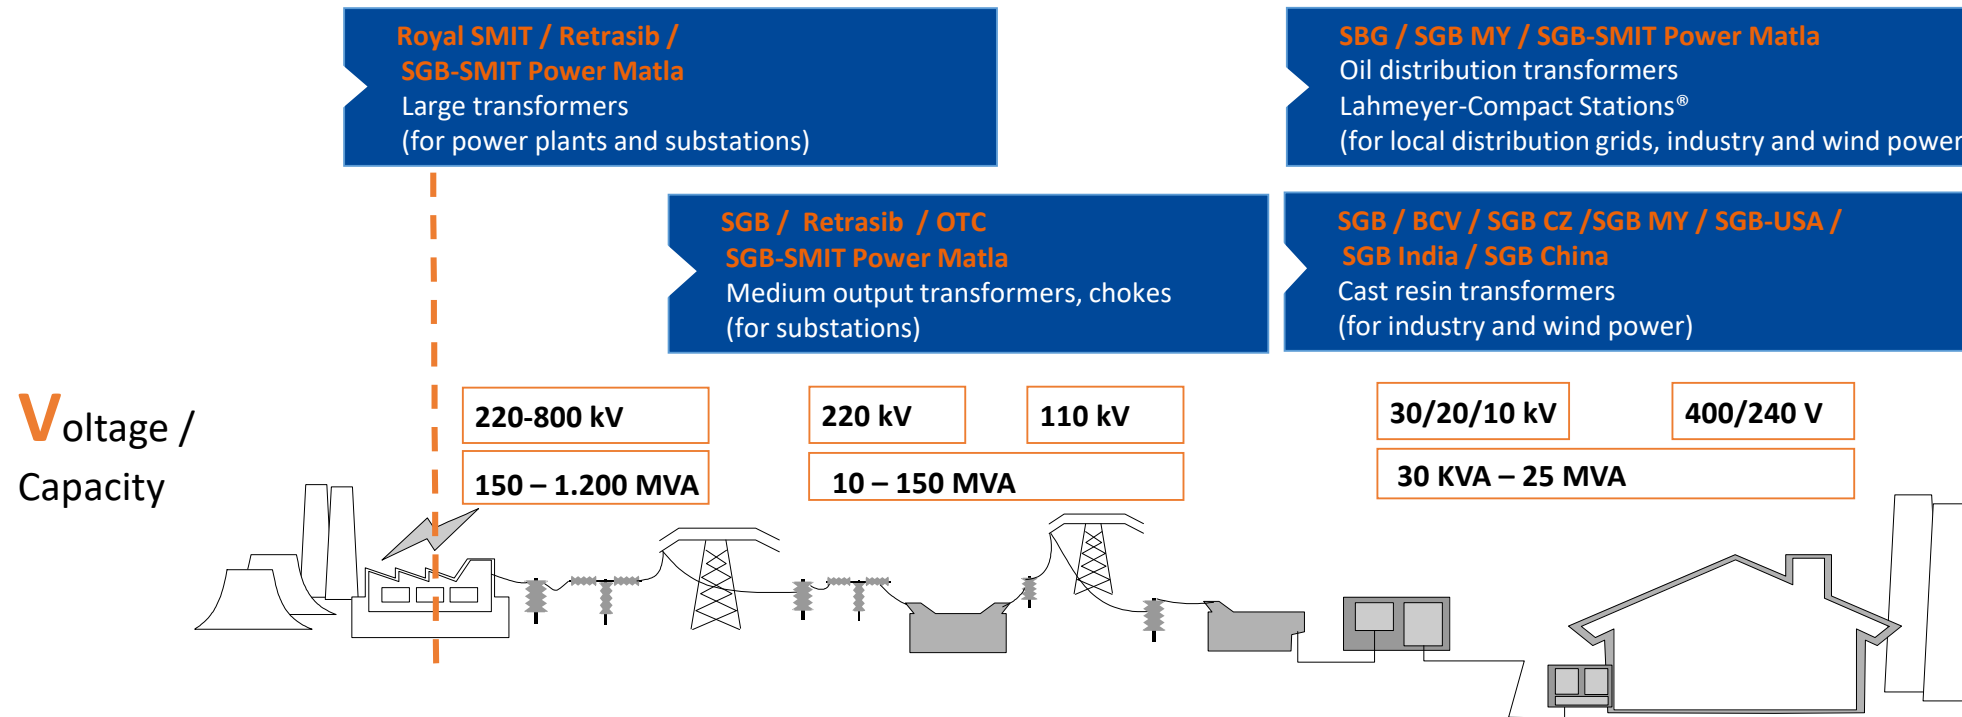 Royal SMIT / Retrasib /
SGB-SMIT Power Matla
Large transformers
(for power plants and substations)
SBG / SGB MY / SGB-SMIT Power Matla
Oil distribution transformers
Lahmeyer-Compact Stations®
(for local distribution grids, industry and wind power
SGB / Retrasib / OTC
SGB-SMIT Power Matla
Medium output transformers, chokes
(for substations)
SGB / BCV / SGB CZ /SGB MY / SGB-USA /
SGB India / SGB China
Cast resin transformers
(for industry and wind power)
Voltage /
Capacity
220-800 kV
220 kV
110 kV
30/20/10 kV
400/240 V
150 – 1.200 MVA
10 – 150 MVA
30 KVA – 25 MVA